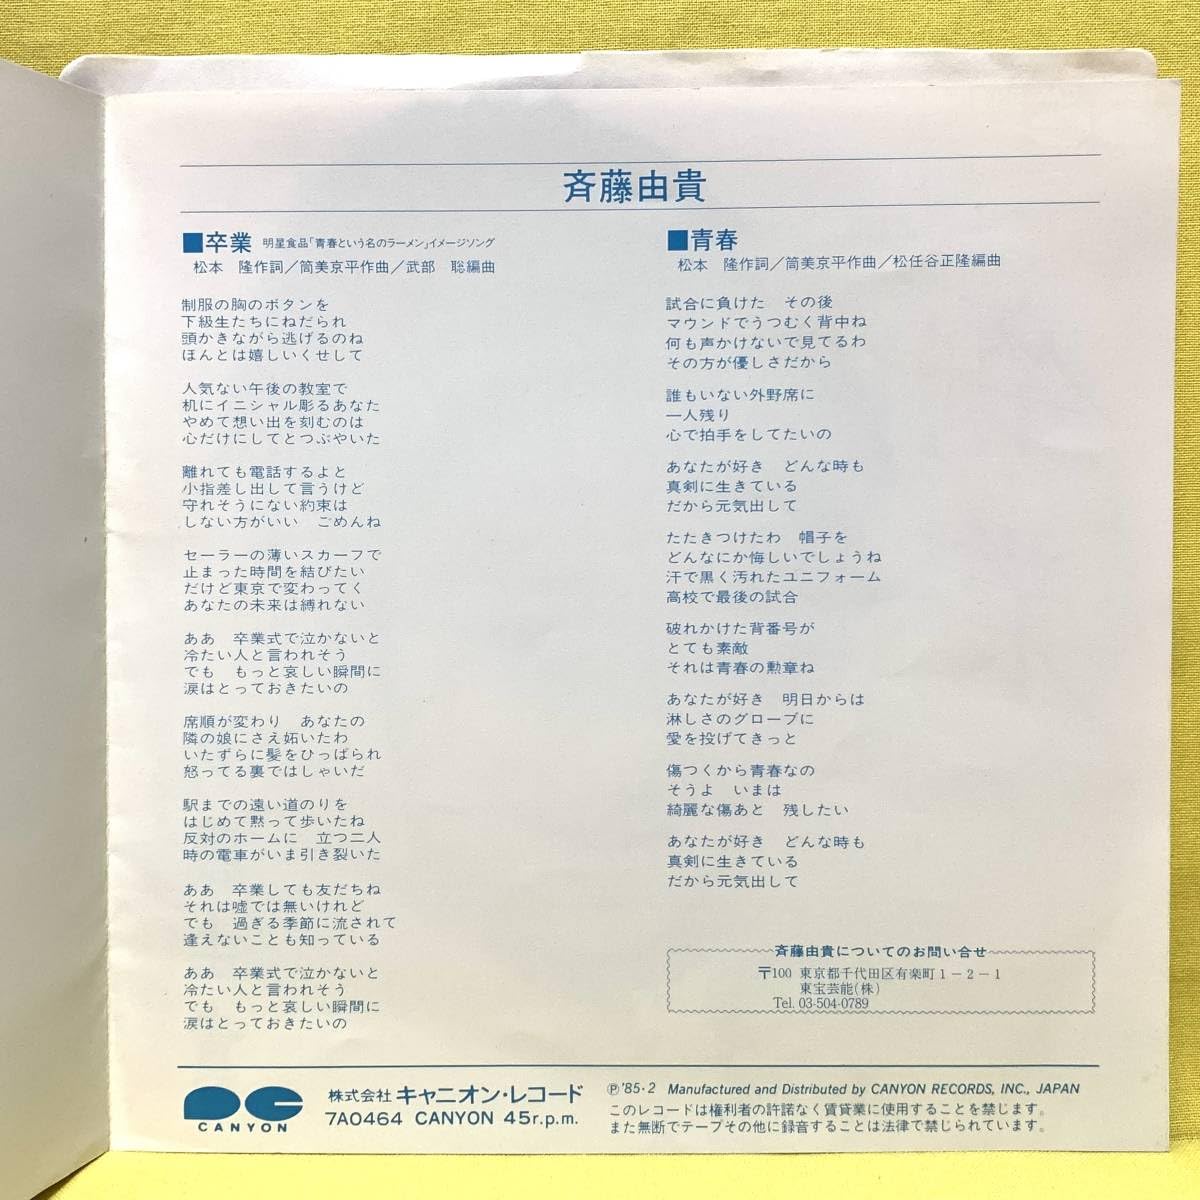 斉藤由貴
■卒業 明星食品「青春という名のラーメン」イメージソング
松本 隆作詞／筒美京平作曲／武部 聡編曲
制服の胸のボタンを
下級生たちにねだられ
頭かきながら逃げるのね
ほんとは嬉しいくせして
人気ない午後の教室で
机にイニシャル彫るあなた
やめて想い出を刻むのは
心だけにしてとつぶやいた
離れても電話するよと
小指差し出して言うけど
守れそうにない約束は
しない方がいい ごめんね
セーラーの薄いスカーフで
止まった時間を結びたい
だけど東京で変わってく
あなたの未来は縛れない
ああ 卒業式で泣かないと
冷たい人と言われそう
でも もっと哀しい瞬間に
涙はとっておきたいの
席順が変わり あなたの
隣の娘にさえ妬いたわ
いたずらに髪をひっぱられ
怒ってる裏ではしゃいだ
駅までの遠い道のりを
はじめて黙って歩いたね
反対のホームに 立つ二人
時の電車がいま引き裂いた
ああ 卒業しても友だちね
それは嘘では無いけれど
でも 過ぎる季節に流されて
逢えないことも知っている
ああ 卒業式で泣かないと
冷たい人と言われそう
でも もっと哀しい瞬間に
涙はとっておきたいの
■青春
松本 隆作詞／筒美京平作曲／松任谷正隆編曲
試合に負けた その後
マウンドでうつむく背中ね
何も声かけないで見てるわ
その方が優しさだから
誰もいない外野席に
一人残り
心で拍手をしてたいの
あなたが好き どんな時も
真剣に生きている
だから元気出して
たたきつけたわ 帽子を
どんなにか悔しいでしょうね
汗で黒く汚れたユニフォーム
高校で最後の試合
破れかけた背番号が
とても素敵
それは青春の勲章ね
あなたが好き 明日からは
淋しさのグローブに
愛を投げてきっと
傷つくから青春なの
そうよ いまは
綺麗な傷あと 残したい
あなたが好き どんな時も
真剣に生きている
だから元気出して
斉藤由貴についてのお問い合せ
〒100 東京都千代田区有楽町1-2-1
東宝芸能(株)
Tel. 03-504-0789
CANYON
株式会社 キャニオン・レコード
7A0464 CANYON 45r.p.m.
Ⓟ'85・2 Manufactured and Distributed by CANYON RECORDS, INC., JAPAN
このレコードは権利者の許諾なく賃貸業に使用することを禁じます。
また無断でテープその他に録音することは法律で禁じられています。